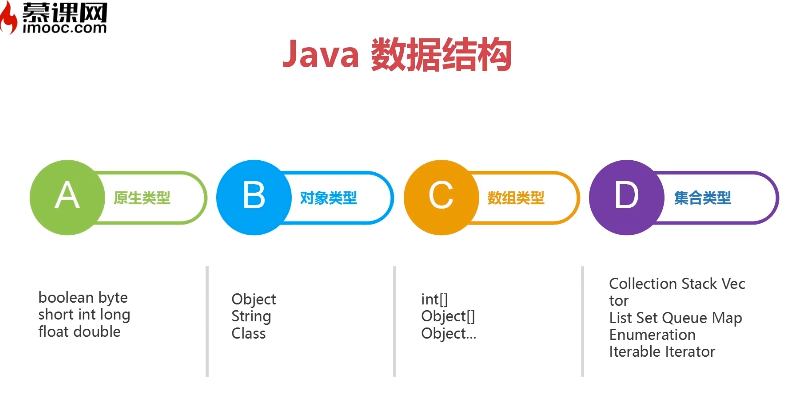 慕课网
imooc.com
Java 数据结构
A 原生类型
boolean byte
short int long
float double
B 对象类型
Object
String
Class
C 数组类型
int[]
Object[]
Object...
D 集合类型
Collection Stack Vec
tor
List Set Queue Map
Enumeration
Iterable Iterator